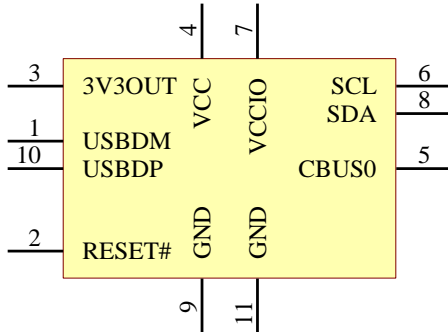 4 7
3 3V3OUT VCC VCCIO SCL 6
SDA 8
1 USBDM
10 USBDP CBUS0 5
2 RESET# GND GND
9 11